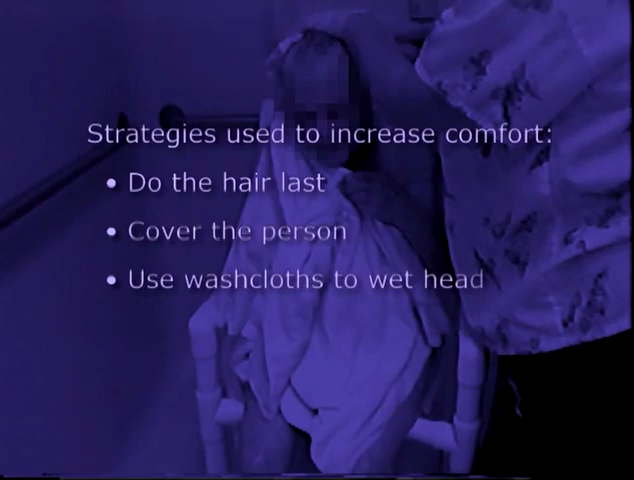 Strategies used to increase comfort:
• Do the hair last
• Cover the person
• Use washcloths to wet head